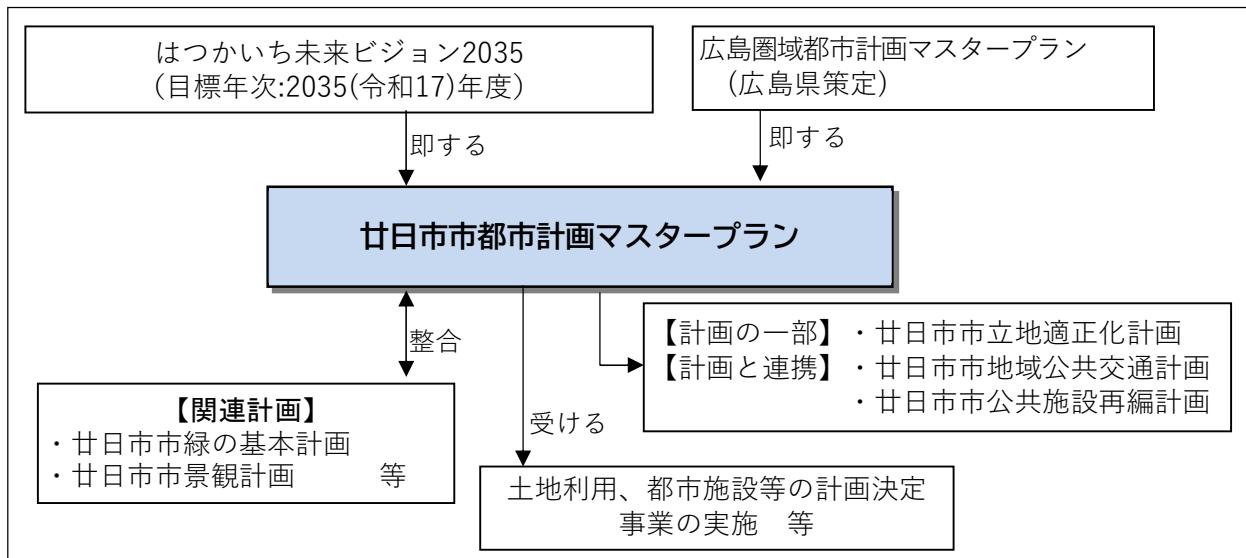 はつかいち未来ビジョン2035
(目標年次:2035(令和17)年度)
広島圏域都市計画マスタープラン
(広島県策定)
即する
即する
廿日市市都市計画マスタープラン
整合
【計画の一部】・廿日市市立地適正化計画
【計画と連携】・廿日市市地域公共交通計画
・廿日市市公共施設再編計画
【関連計画】
・廿日市市緑の基本計画
・廿日市市景観計画　　　等
受ける
土地利用、都市施設等の計画決定
事業の実施　等